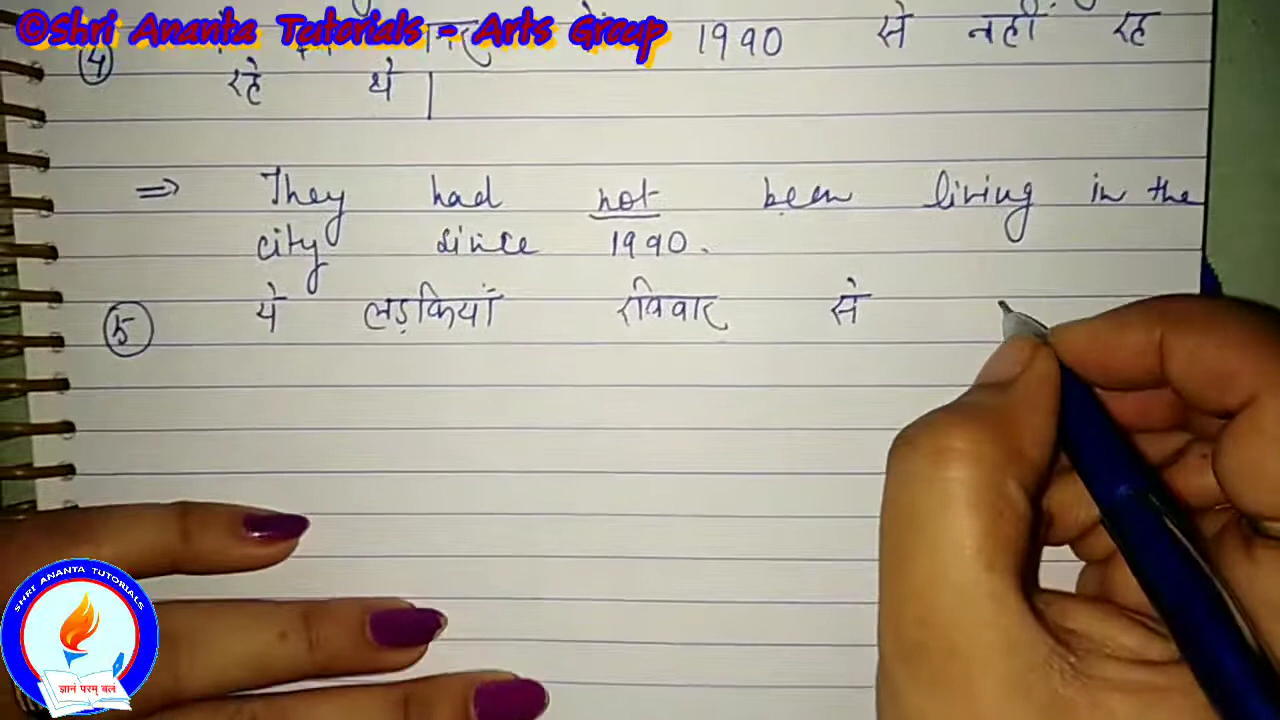 ©Shri Ananta Tutorials - Arts Group
4 1990 से नहीं रह
रहे थे |
⇒ They had not been living in the
city since 1990.
5 ये लड़कियाँ रविवार से
SHRI ANANTA TUTORIALS
ज्ञानं परम् बलं